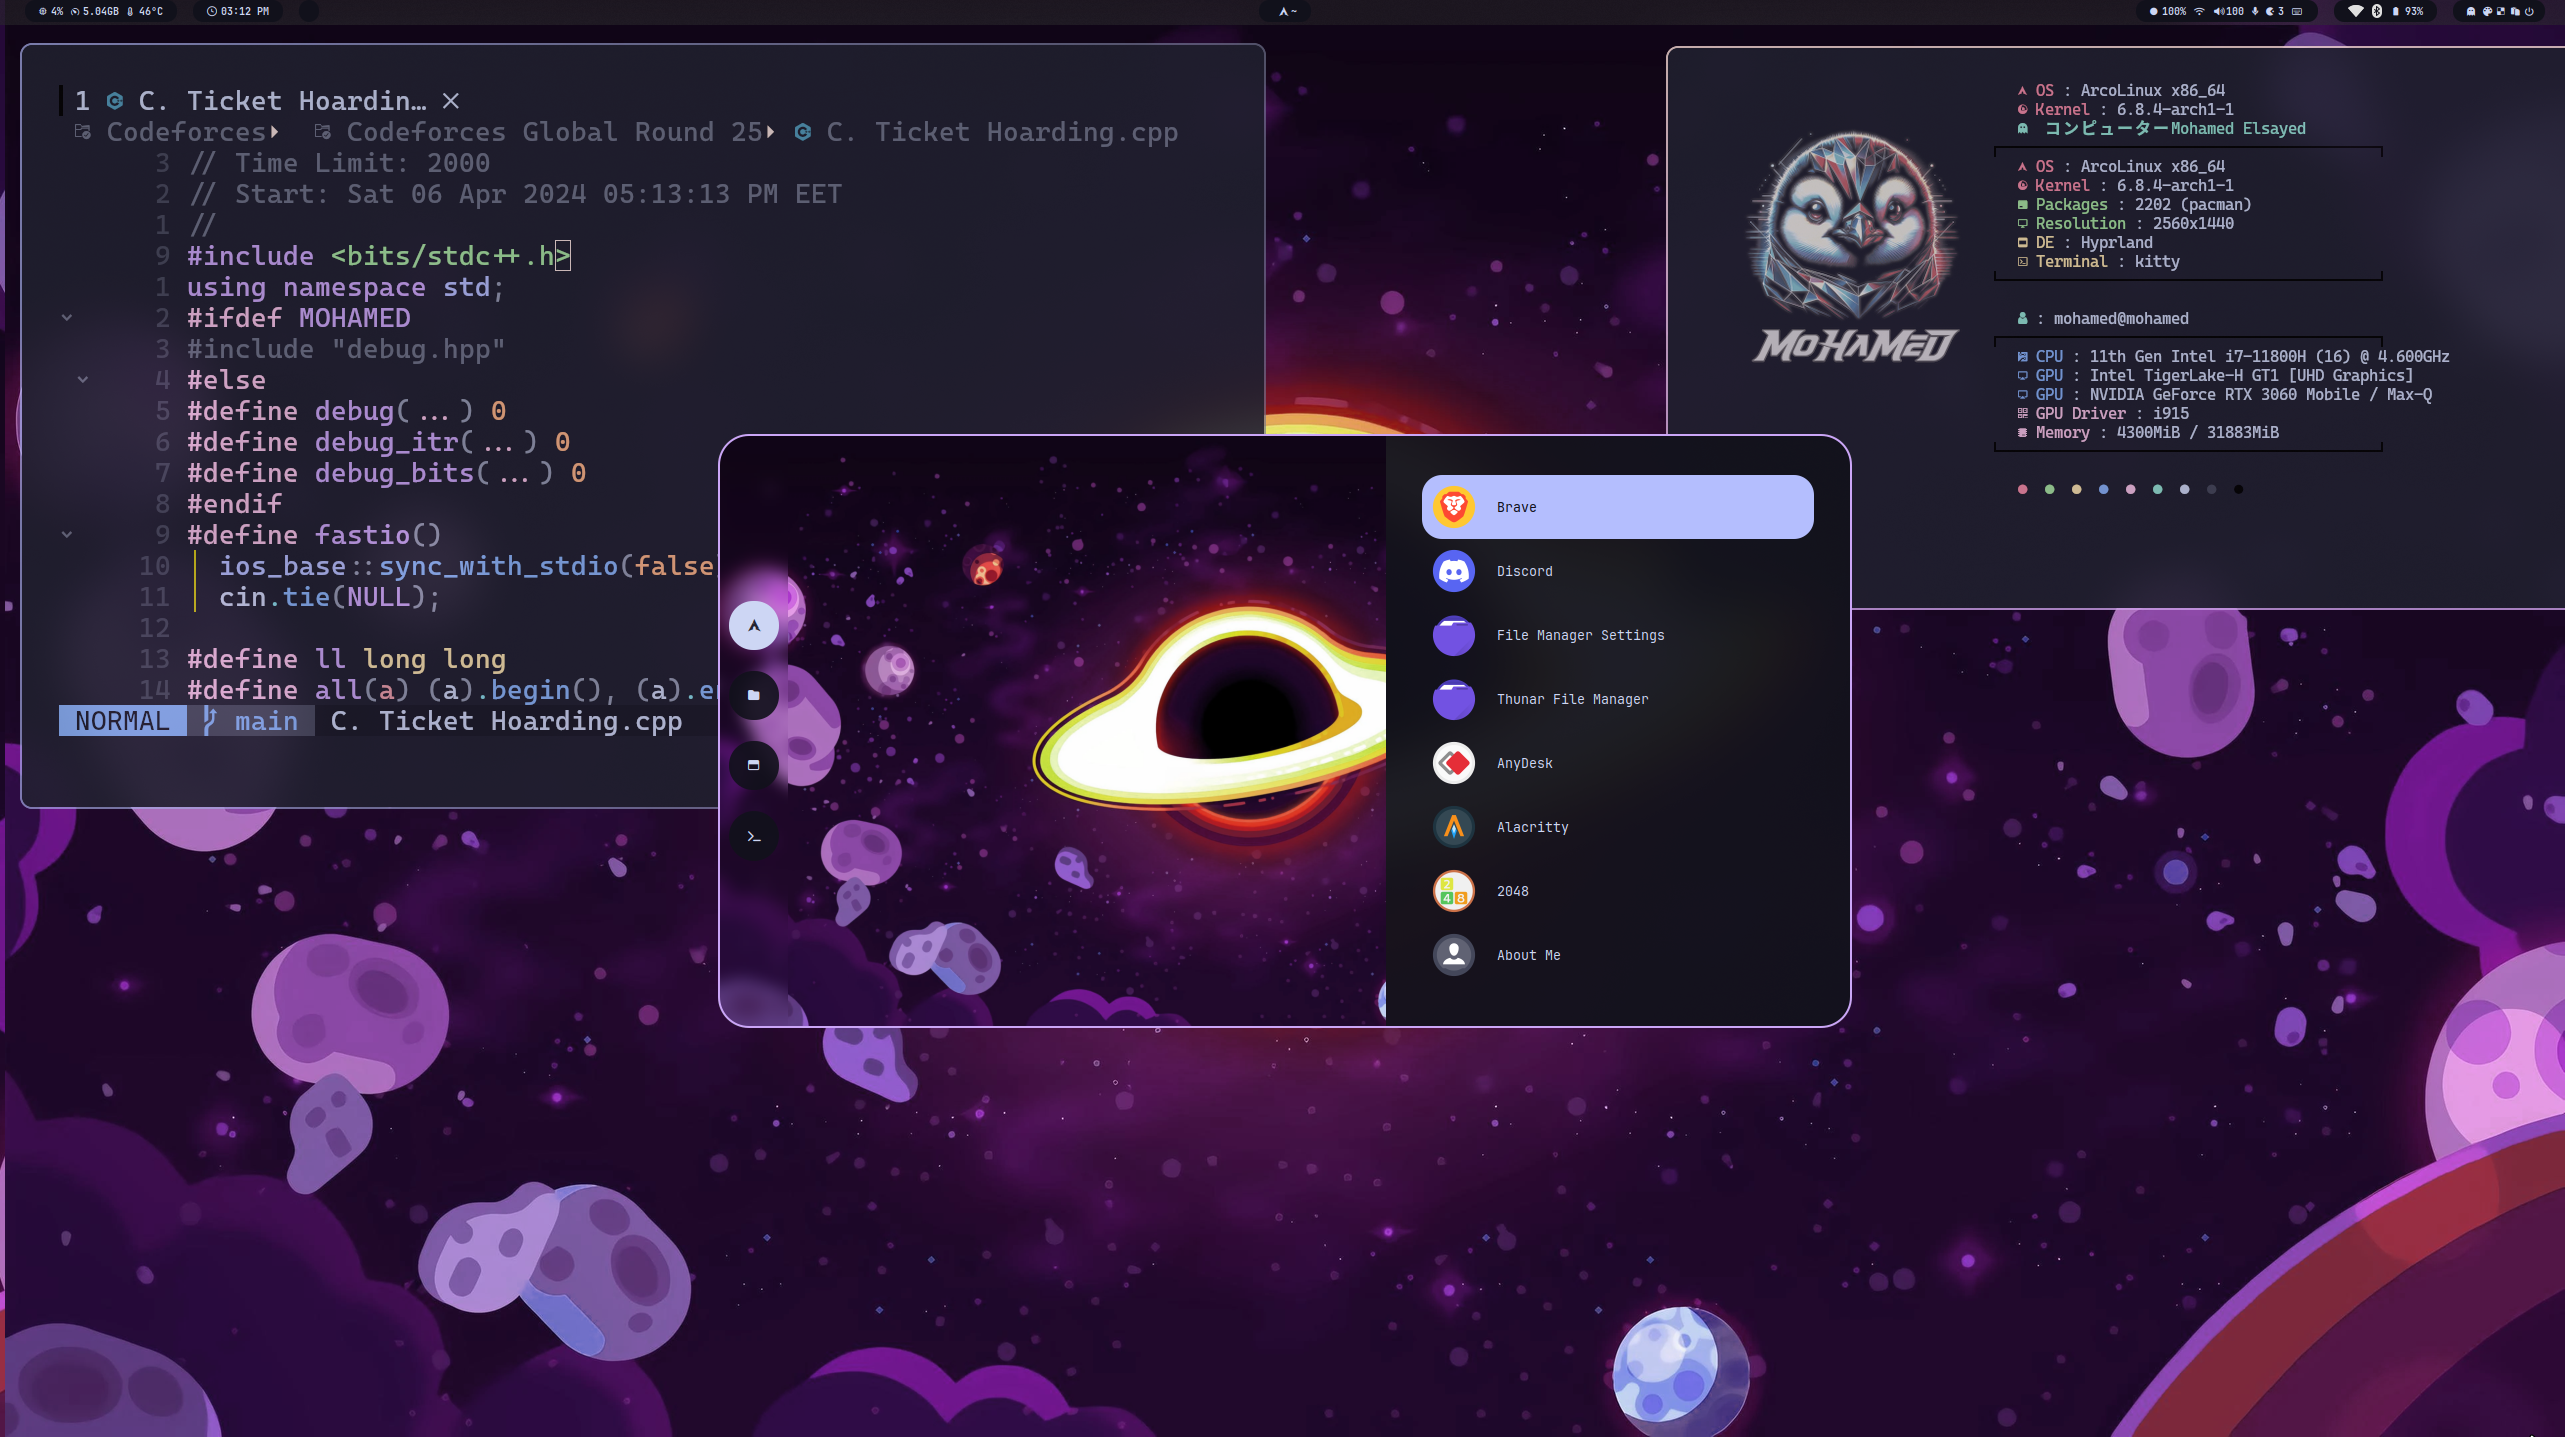 4% 5.04GB 46°C 03:12 PM
~
100% 100 3 93%
1 C. Ticket Hoardin… ×
Codeforces Codeforces Global Round 25 C. Ticket Hoarding.cpp
3 // Time Limit: 2000
2 // Start: Sat 06 Apr 2024 05:13:13 PM EET
1 //
9 #include <bits/stdc++.h>
1 using namespace std;
2 #ifdef MOHAMED
3 #include "debug.hpp"
4 #else
5 #define debug(...) 0
6 #define debug_itr(...) 0
7 #define debug_bits(...) 0
8 #endif
9 #define fastio()
10 ios_base::sync_with_stdio(false)
11 cin.tie(NULL);
12
13 #define ll long long
14 #define all(a) (a).begin(), (a).er
NORMAL main C. Ticket Hoarding.cpp
MOHAMED
OS : ArcoLinux x86_64
Kernel : 6.8.4-arch1-1
コンピューターMohamed Elsayed
OS : ArcoLinux x86_64
Kernel : 6.8.4-arch1-1
Packages : 2202 (pacman)
Resolution : 2560x1440
DE : Hyprland
Terminal : kitty
: mohamed@mohamed
CPU : 11th Gen Intel i7-11800H (16) @ 4.600GHz
GPU : Intel TigerLake-H GT1 [UHD Graphics]
GPU : NVIDIA GeForce RTX 3060 Mobile / Max-Q
GPU Driver : i915
Memory : 4300MiB / 31883MiB
Brave
Discord
File Manager Settings
Thunar File Manager
AnyDesk
Alacritty
2048
About Me